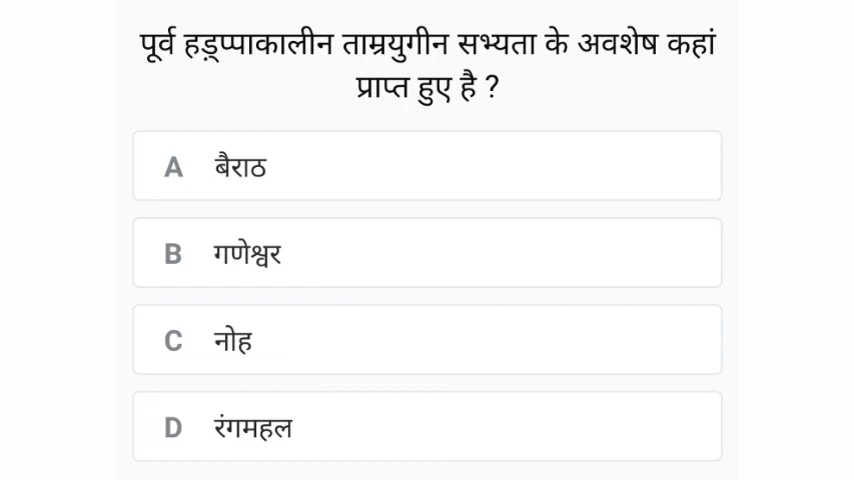 पूर्व हड़्प्पाकालीन ताम्रयुगीन सभ्यता के अवशेष कहां
प्राप्त हुए है ?
A बैराठ
B गणेश्वर
C नोह
D रंगमहल